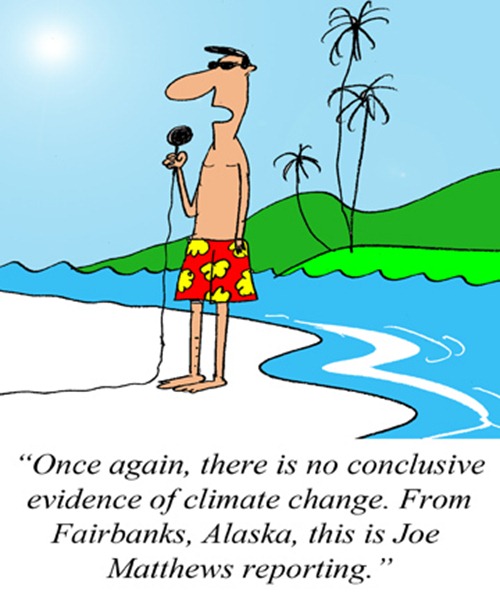 “Once again, there is no conclusive
evidence of climate change. From
Fairbanks, Alaska, this is Joe
Matthews reporting.”